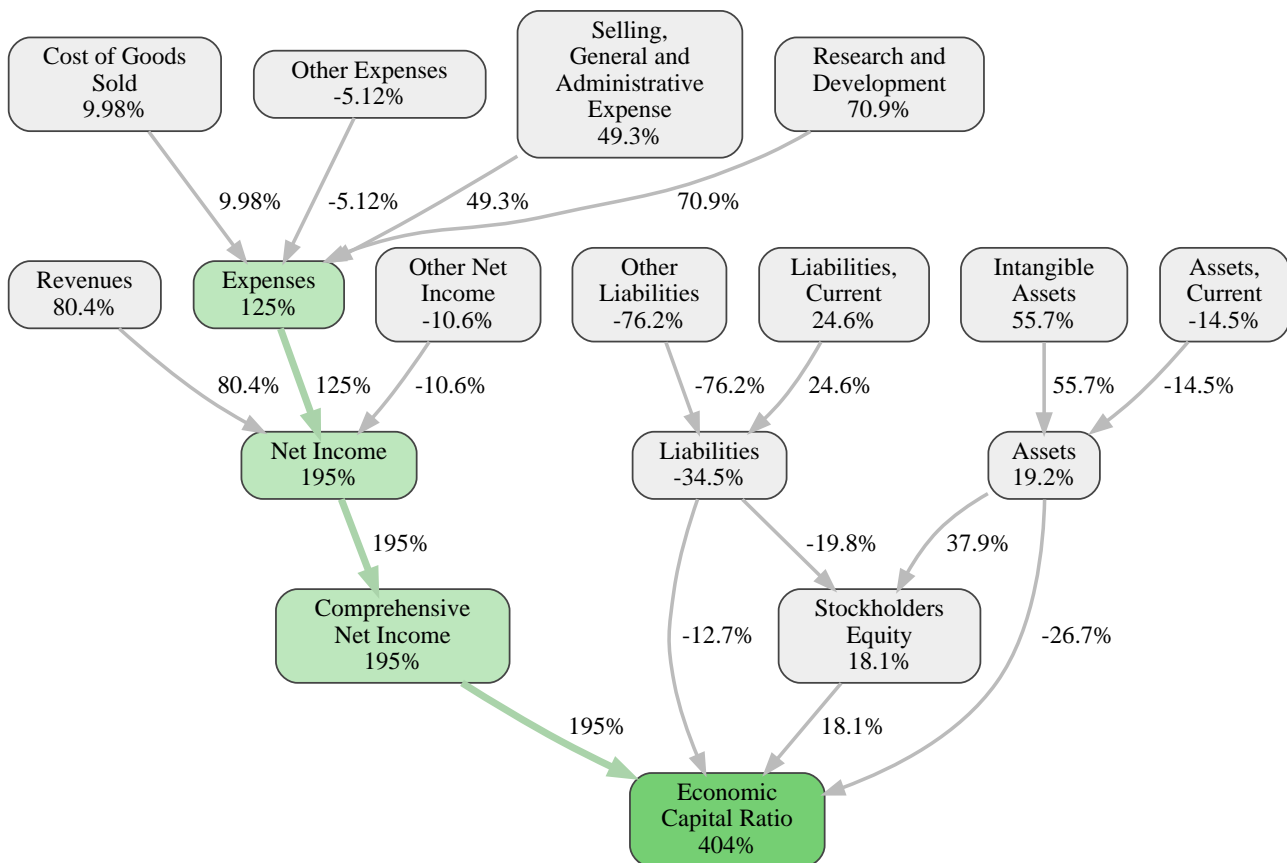 Cost of Goods
Sold
9.98%
Other Expenses
-5.12%
Selling,
General and
Administrative
Expense
49.3%
Research and
Development
70.9%
9.98%
-5.12%
49.3%
70.9%
Revenues
80.4%
Expenses
125%
Other Net
Income
-10.6%
Other
Liabilities
-76.2%
Liabilities,
Current
24.6%
Intangible
Assets
55.7%
Assets,
Current
-14.5%
80.4%
125%
-10.6%
-76.2%
24.6%
55.7%
-14.5%
Net Income
195%
Liabilities
-34.5%
Assets
19.2%
195%
-19.8%
37.9%
Comprehensive
Net Income
195%
-12.7%
Stockholders
Equity
18.1%
-26.7%
195%
18.1%
Economic
Capital Ratio
404%